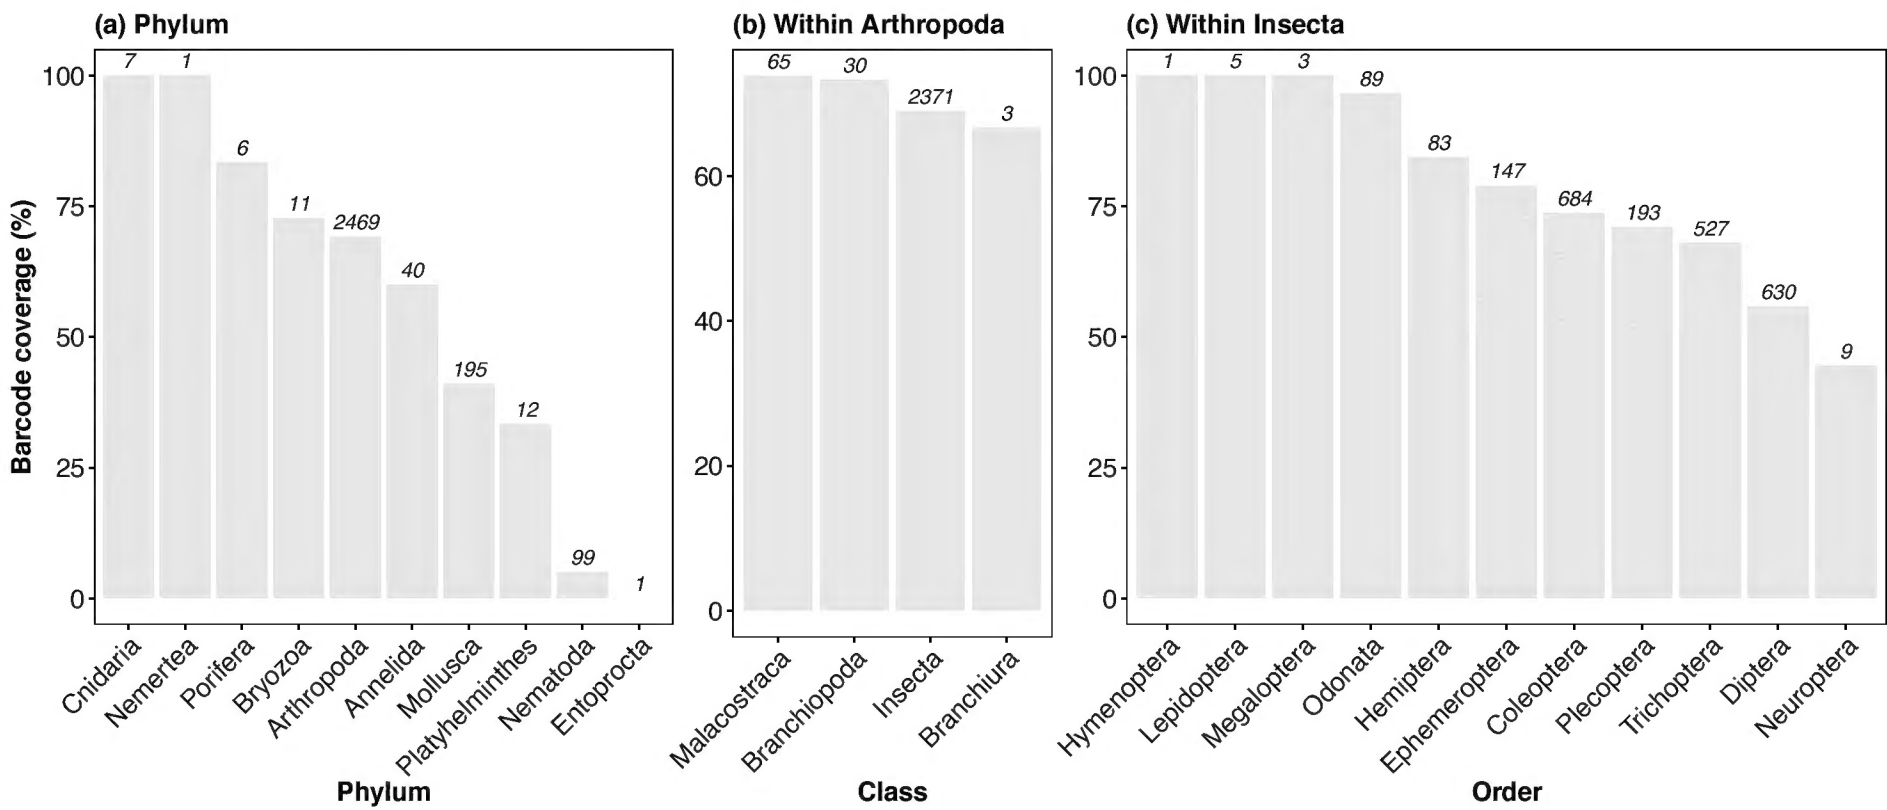 (a) Phylum
(b) Within Arthropoda
(c) Within Insecta
Barcode coverage (%)
100
75
50
25
0
7
1
6
11
2469
40
195
12
99
1
Cnidaria
Nemertea
Porifera
Bryozoa
Arthropoda
Annelida
Mollusca
Platyhelminthes
Nematoda
Entoprocta
Phylum
60
40
20
0
65
30
2371
3
Malacostraca
Branchiopoda
Insecta
Branchiura
Class
100
75
50
25
0
1
5
3
89
83
147
684
193
527
630
9
Hymenoptera
Lepidoptera
Megaloptera
Odonata
Hemiptera
Ephemeroptera
Coleoptera
Plecoptera
Trichoptera
Diptera
Neuroptera
Order